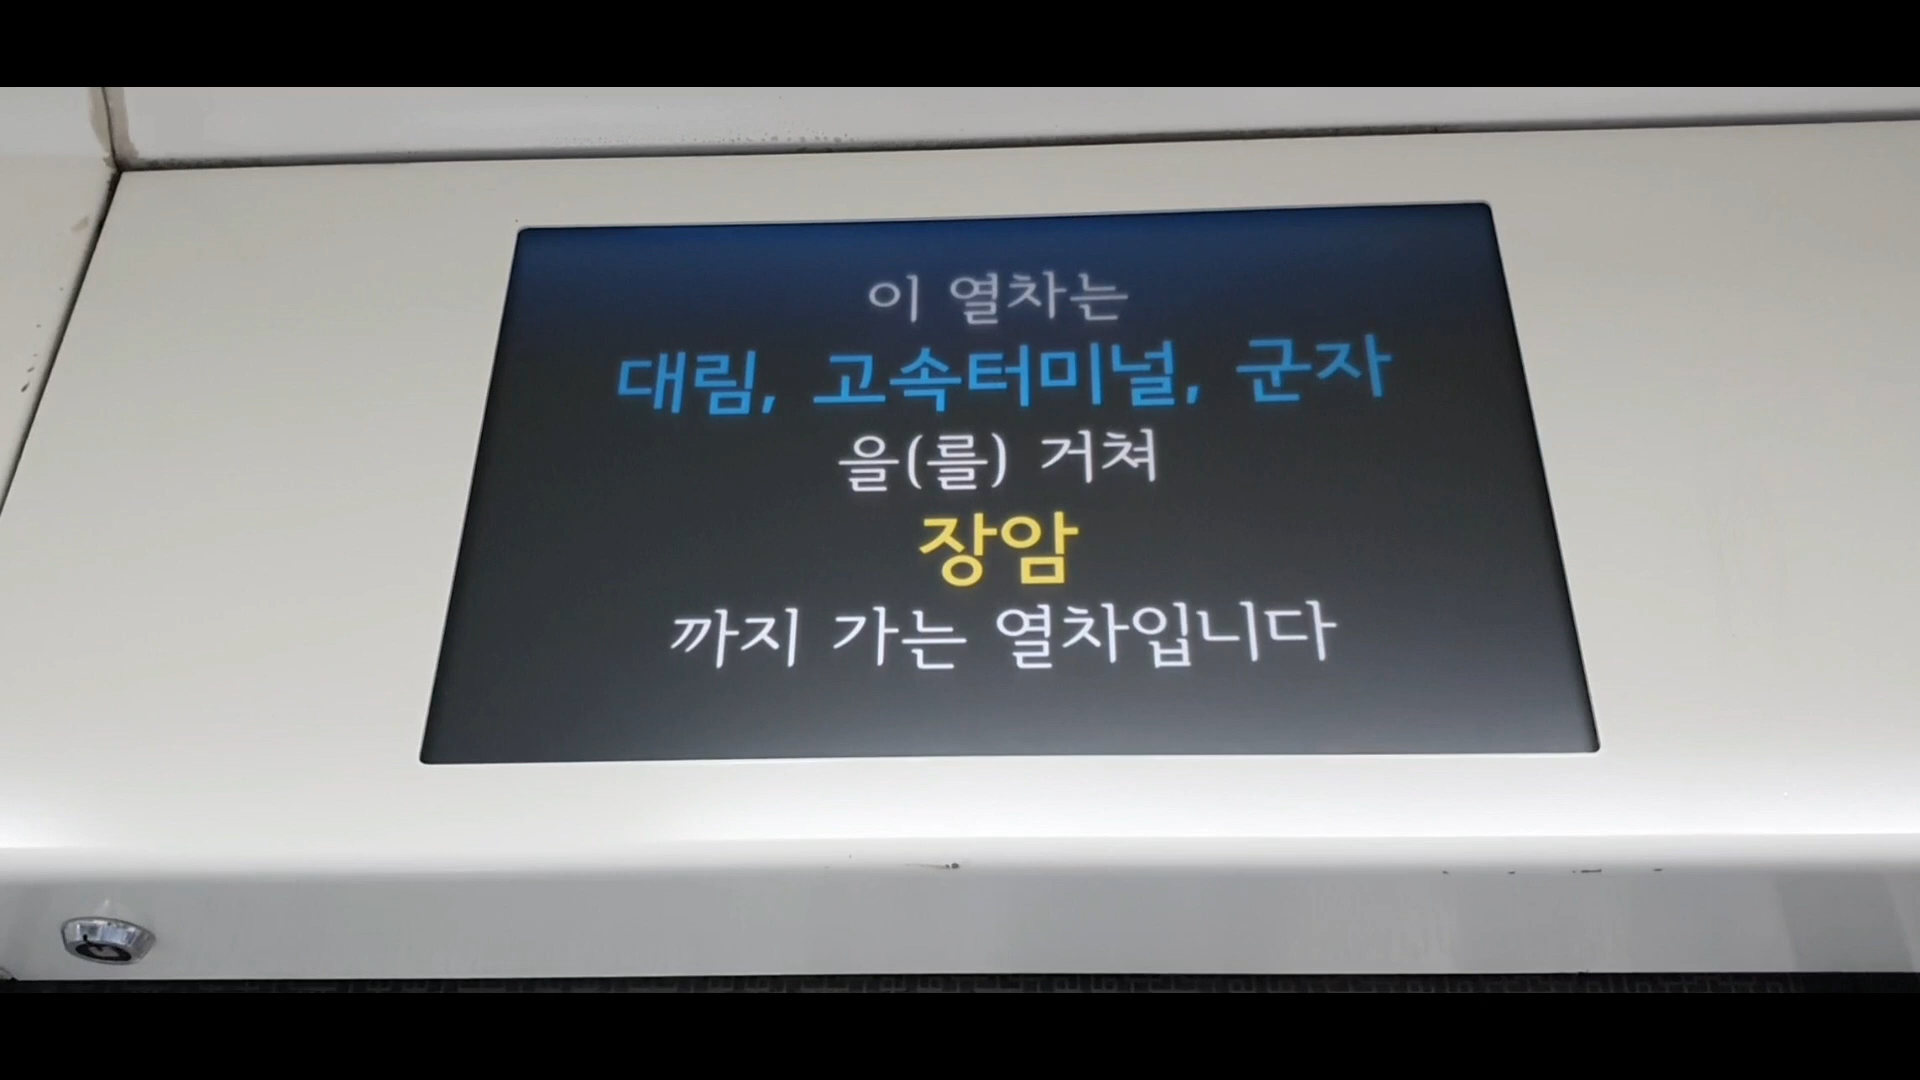 이 열차는
대림, 고속터미널, 군자
을(를) 거쳐
장암
까지 가는 열차입니다